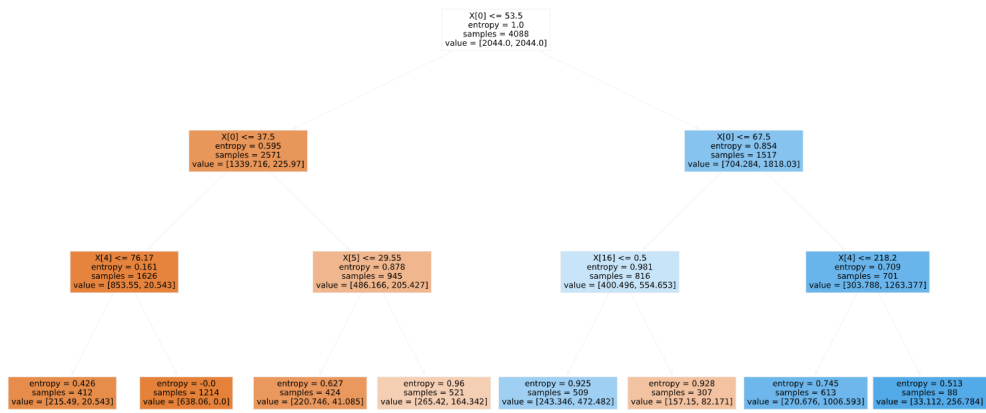 X[0] <= 53.5
entropy = 1.0
samples = 4088
value = [2044.0, 2044.0]
X[0] <= 37.5
entropy = 0.595
samples = 2571
value = [1339.716, 225.97]
X[0] <= 67.5
entropy = 0.854
samples = 1517
value = [704.284, 1818.03]
X[4] <= 76.17
entropy = 0.161
samples = 1626
value = [853.55, 20.543]
X[5] <= 29.55
entropy = 0.878
samples = 945
value = [486.166, 205.427]
X[16] <= 0.5
entropy = 0.981
samples = 816
value = [400.496, 554.653]
X[4] <= 218.2
entropy = 0.709
samples = 701
value = [303.788, 1263.377]
entropy = 0.426
samples = 412
value = [215.49, 20.543]
entropy = -0.0
samples = 1214
value = [638.06, 0.0]
entropy = 0.627
samples = 424
value = [220.746, 41.085]
entropy = 0.96
samples = 521
value = [265.42, 164.342]
entropy = 0.925
samples = 509
value = [243.346, 472.482]
entropy = 0.928
samples = 307
value = [157.15, 82.171]
entropy = 0.745
samples = 613
value = [270.676, 1006.593]
entropy = 0.513
samples = 88
value = [33.112, 256.784]